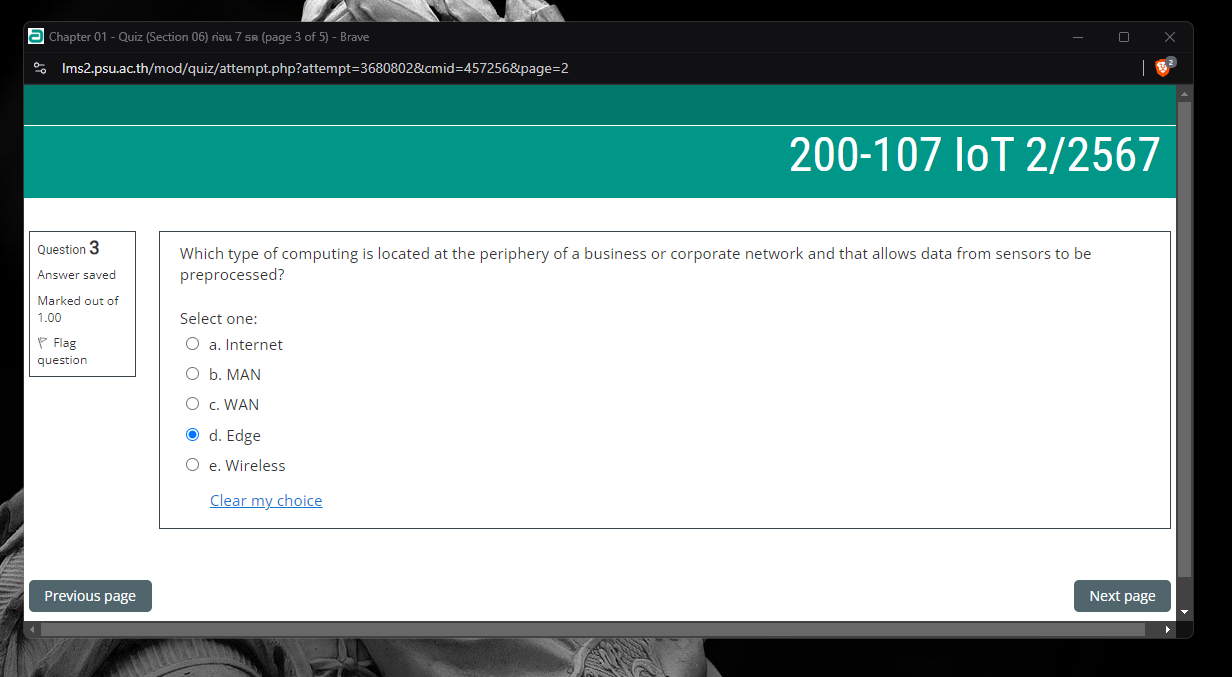 Chapter 01 - Quiz (Section 06) ก่อน 7 ธค (page 3 of 5) - Brave
lms2.psu.ac.th/mod/quiz/attempt.php?attempt=3680802&cmid=457256&page=2
2
200-107 IoT 2/2567
Question 3
Answer saved
Marked out of
1.00
Flag
question
Which type of computing is located at the periphery of a business or corporate network and that allows data from sensors to be
preprocessed?
Select one:
a. Internet
b. MAN
c. WAN
d. Edge
e. Wireless
Clear my choice
Previous page
Next page